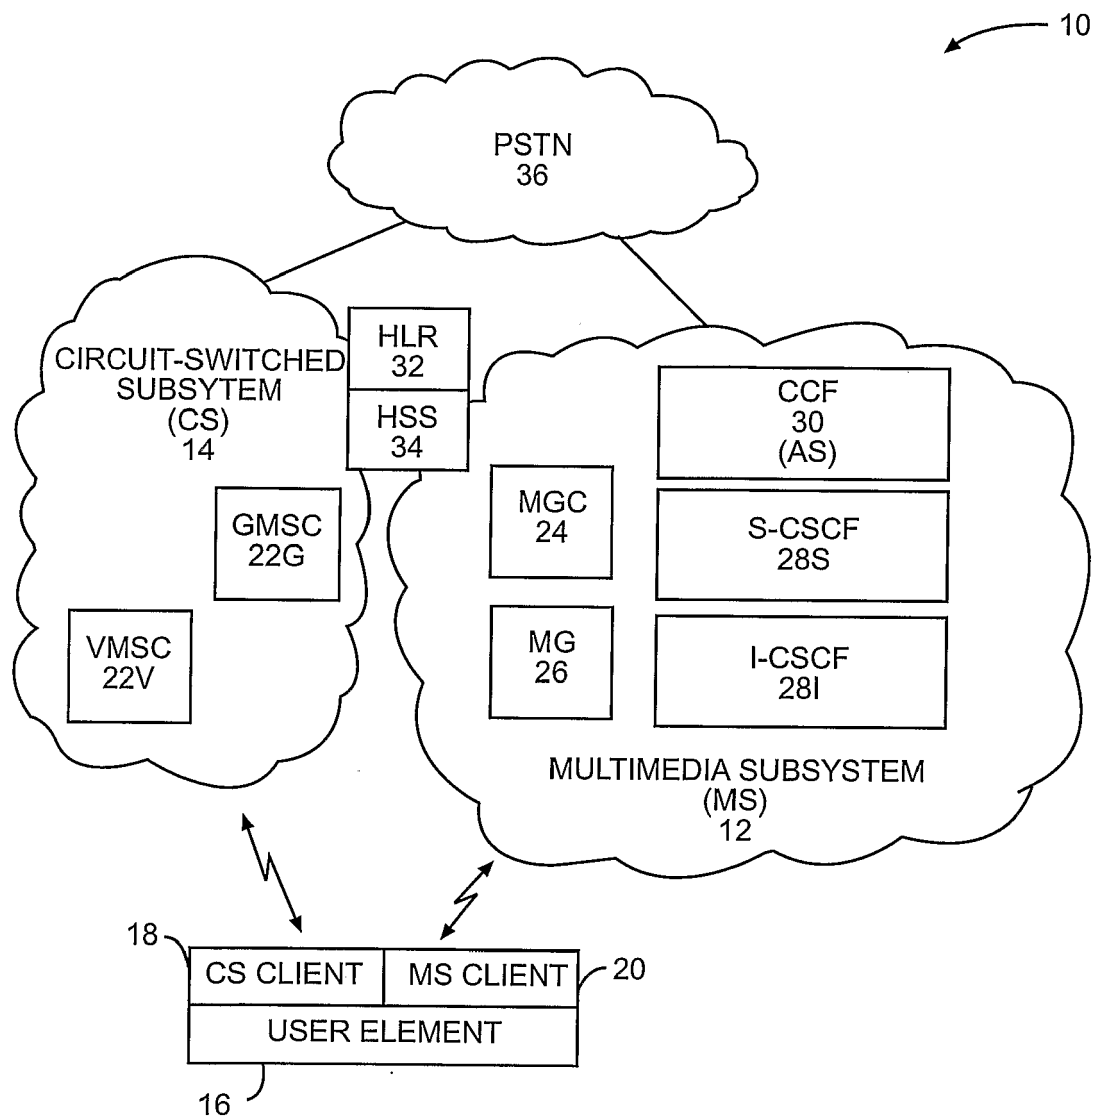 10
PSTN
36
HLR
32
HSS
34
CIRCUIT-SWITCHED
SUBSYTEM
(CS)
14
GMSC
22G
VMSC
22V
CCF
30
(AS)
MGC
24
S-CSCF
28S
MG
26
I-CSCF
28I
MULTIMEDIA SUBSYSTEM
(MS)
12
18
CS CLIENT
MS CLIENT
20
USER ELEMENT
16